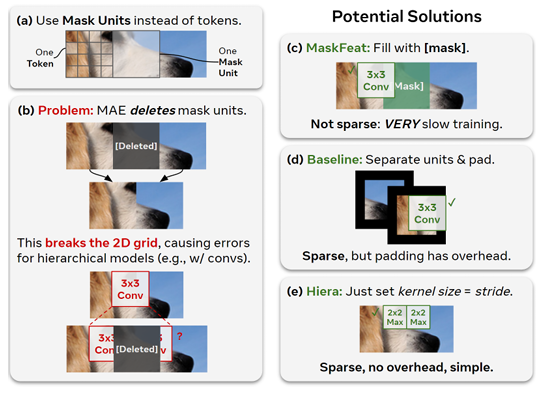 (a) Use Mask Units instead of tokens.
One
Token
One
Mask
Unit
(b) Problem: MAE deletes mask units.
[Deleted]
This breaks the 2D grid, causing errors
for hierarchical models (e.g., w/ convs).
3x3
Conv
3x3
Conv
[Deleted]
?
Potential Solutions
(c) MaskFeat: Fill with [mask].
3x3
Conv
Mask]
Not sparse: VERY slow training.
(d) Baseline: Separate units & pad.
3x3
Conv
Sparse, but padding has overhead.
(e) Hiera: Just set kernel size = stride.
2x2
Max
2x2
Max
Sparse, no overhead, simple.